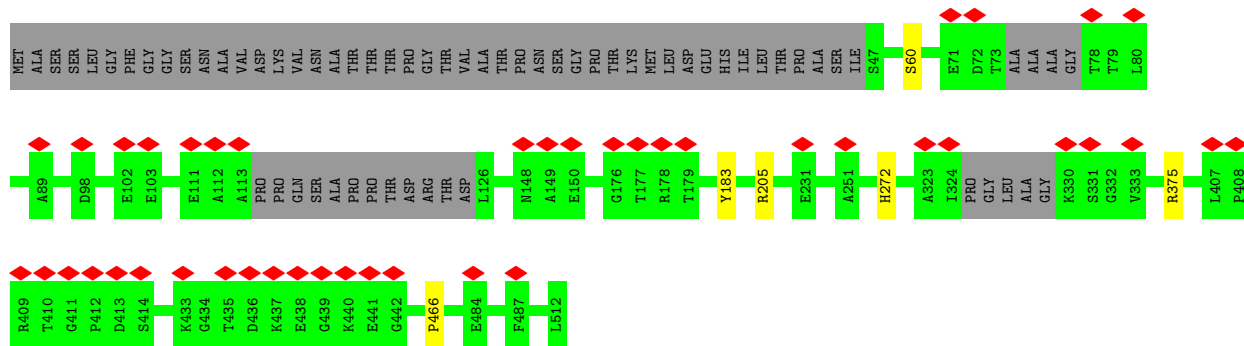 MET ALA SER SER LEU GLY PHE GLY GLY SER ASN ALA VAL ASP LYS VAL ASN ALA THR THR THR PRO GLY THR VAL ALA THR PRO ASN SER GLY PRO THR LYS MET LEU ASP GLU HIS ILE ILE LEU THR PRO ALA SER ILE S47 S60 E71 D72 T73 ALA ALA ALA GLY T78 T79 L80
A89 D98 E102 E103 E111 A112 A113 PRO PRO GLN SER ALA PRO PRO THR ASP ARG THR ASP L126 N148 A149 E150 G176 T177 R178 T179 Y183 R205 E231 A251 H272 A323 I324 PRO GLY LEU ALA GLY K330 S331 G332 V333 R375 L407 P408
R409 T410 G411 P412 D413 S414 K433 G434 T435 D436 K437 E438 G439 K440 E441 G442 P466 E484 F487 L512